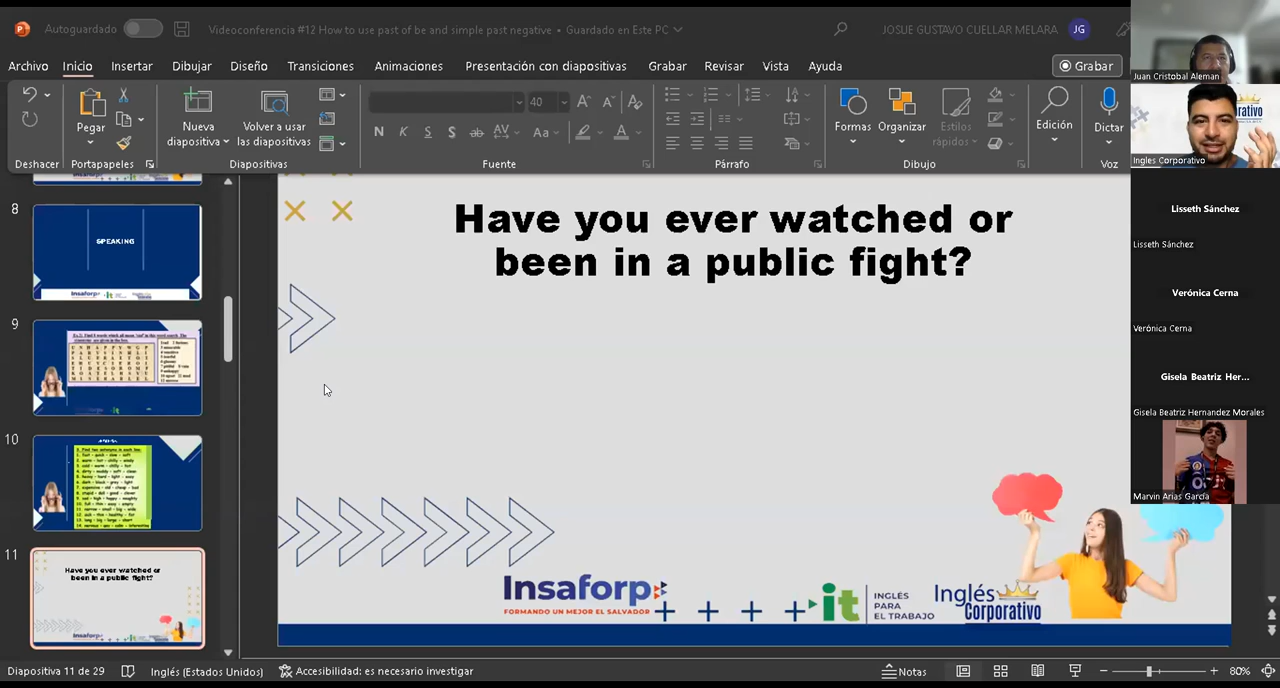 Autoguardado
Videoconferencia #12 How to use past of be and simple past negative • Guardado en Este PC
JOSUE GUSTAVO CUELLAR MELARA
JG
Archivo Inicio Insertar Dibujar Diseño Transiciones Animaciones Presentación con diapositivas Grabar Revisar Vista Ayuda
Grabar
Pegar
Nueva diapositiva
Volver a usar las diapositivas
40
N K S S ab AV Aa A
Formas
Organizar
Estilos rápidos
Edición
Dictar
Deshacer
Portapapeles
Diapositivas
Fuente
Párrafo
Dibujo
Voz
Juan Cristobal Aleman
Ingles Corporativo
Lisseth Sánchez
Lisseth Sánchez
Verónica Cerna
Verónica Cerna
Gisela Beatriz Her...
Gisela Beatriz Hernandez Morales
Marvin Arias García
8
SPEAKING
9
10
11
Have you ever watched or
been in a public fight?
Have you ever watched or
been in a public fight?
Insaforp
FORMANDO UN MEJOR EL SALVADOR
it
INGLÉS
PARA
EL TRABAJO
Inglés
Corporativo
Diapositiva 11 de 29
Inglés (Estados Unidos)
Accesibilidad: es necesario investigar
Notas
80%